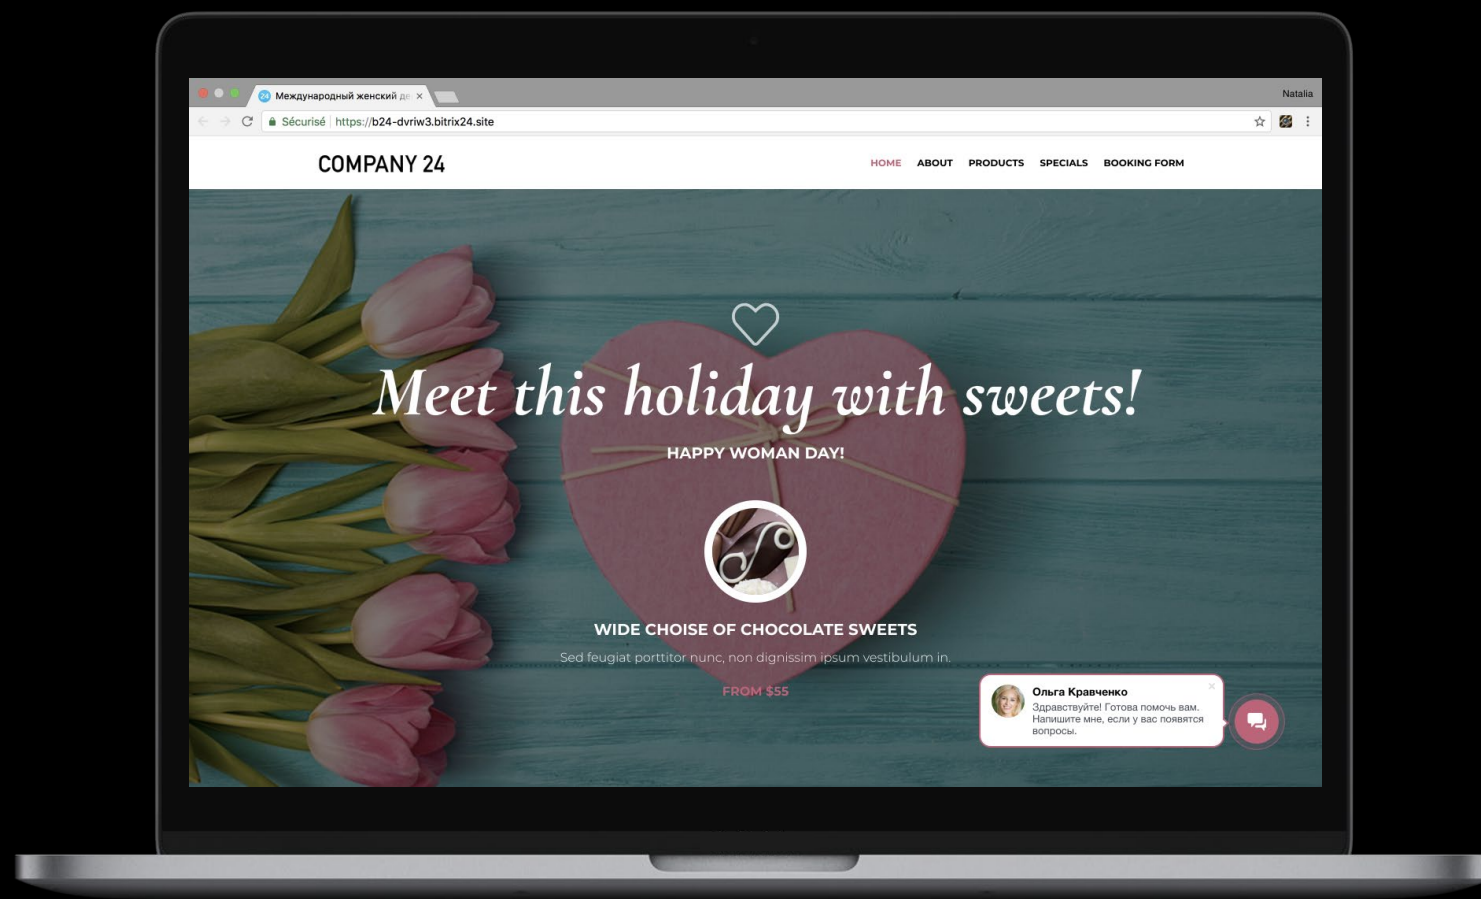 Международный женский де
Natalia
Sécurisé https://b24-dvriw3.bitrix24.site
COMPANY 24
HOME ABOUT PRODUCTS SPECIALS BOOKING FORM
Meet this holiday with sweets!
HAPPY WOMAN DAY!
WIDE CHOISE OF CHOCOLATE SWEETS
Sed feugiat porttitor nunc, non dignissim ipsum vestibulum in.
FROM $55
Ольга Кравченко
Здравствуйте! Готова помочь вам.
Напишите мне, если у вас появятся
вопросы.